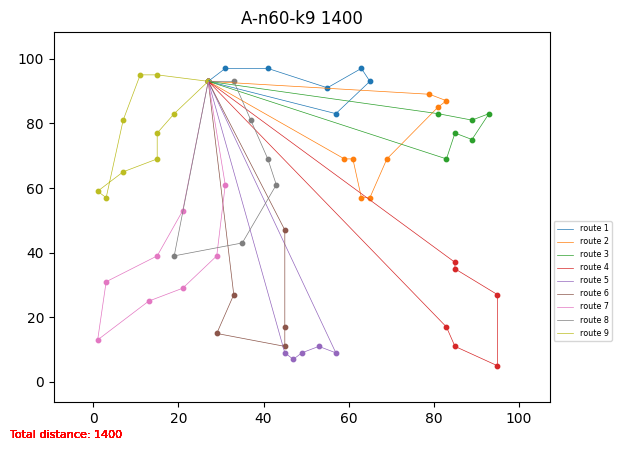 A-n60-k9 1400
100
80
60
40
20
0
0 20 40 60 80 100
route 1
route 2
route 3
route 4
route 5
route 6
route 7
route 8
route 9
Total distance: 1400